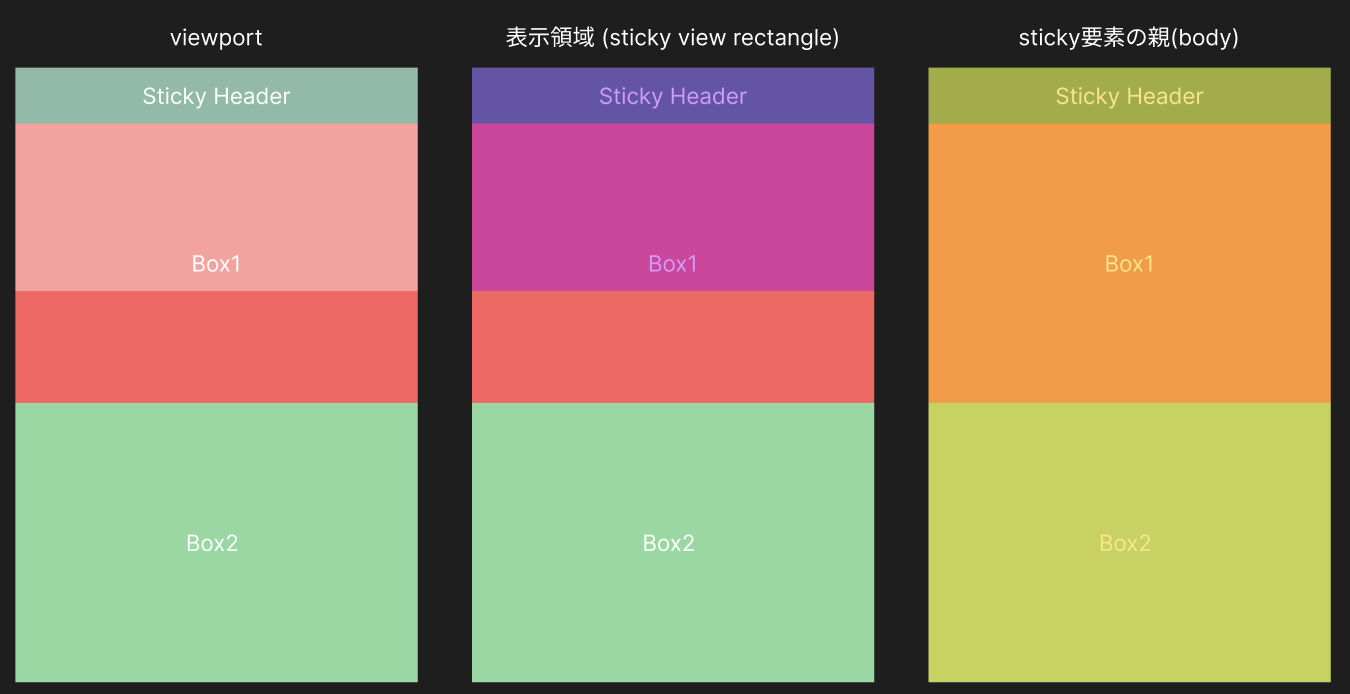 viewport
Sticky Header
Box1
Box2
表示領域 (sticky view rectangle)
Sticky Header
Box1
Box2
sticky要素の親(body)
Sticky Header
Box1
Box2